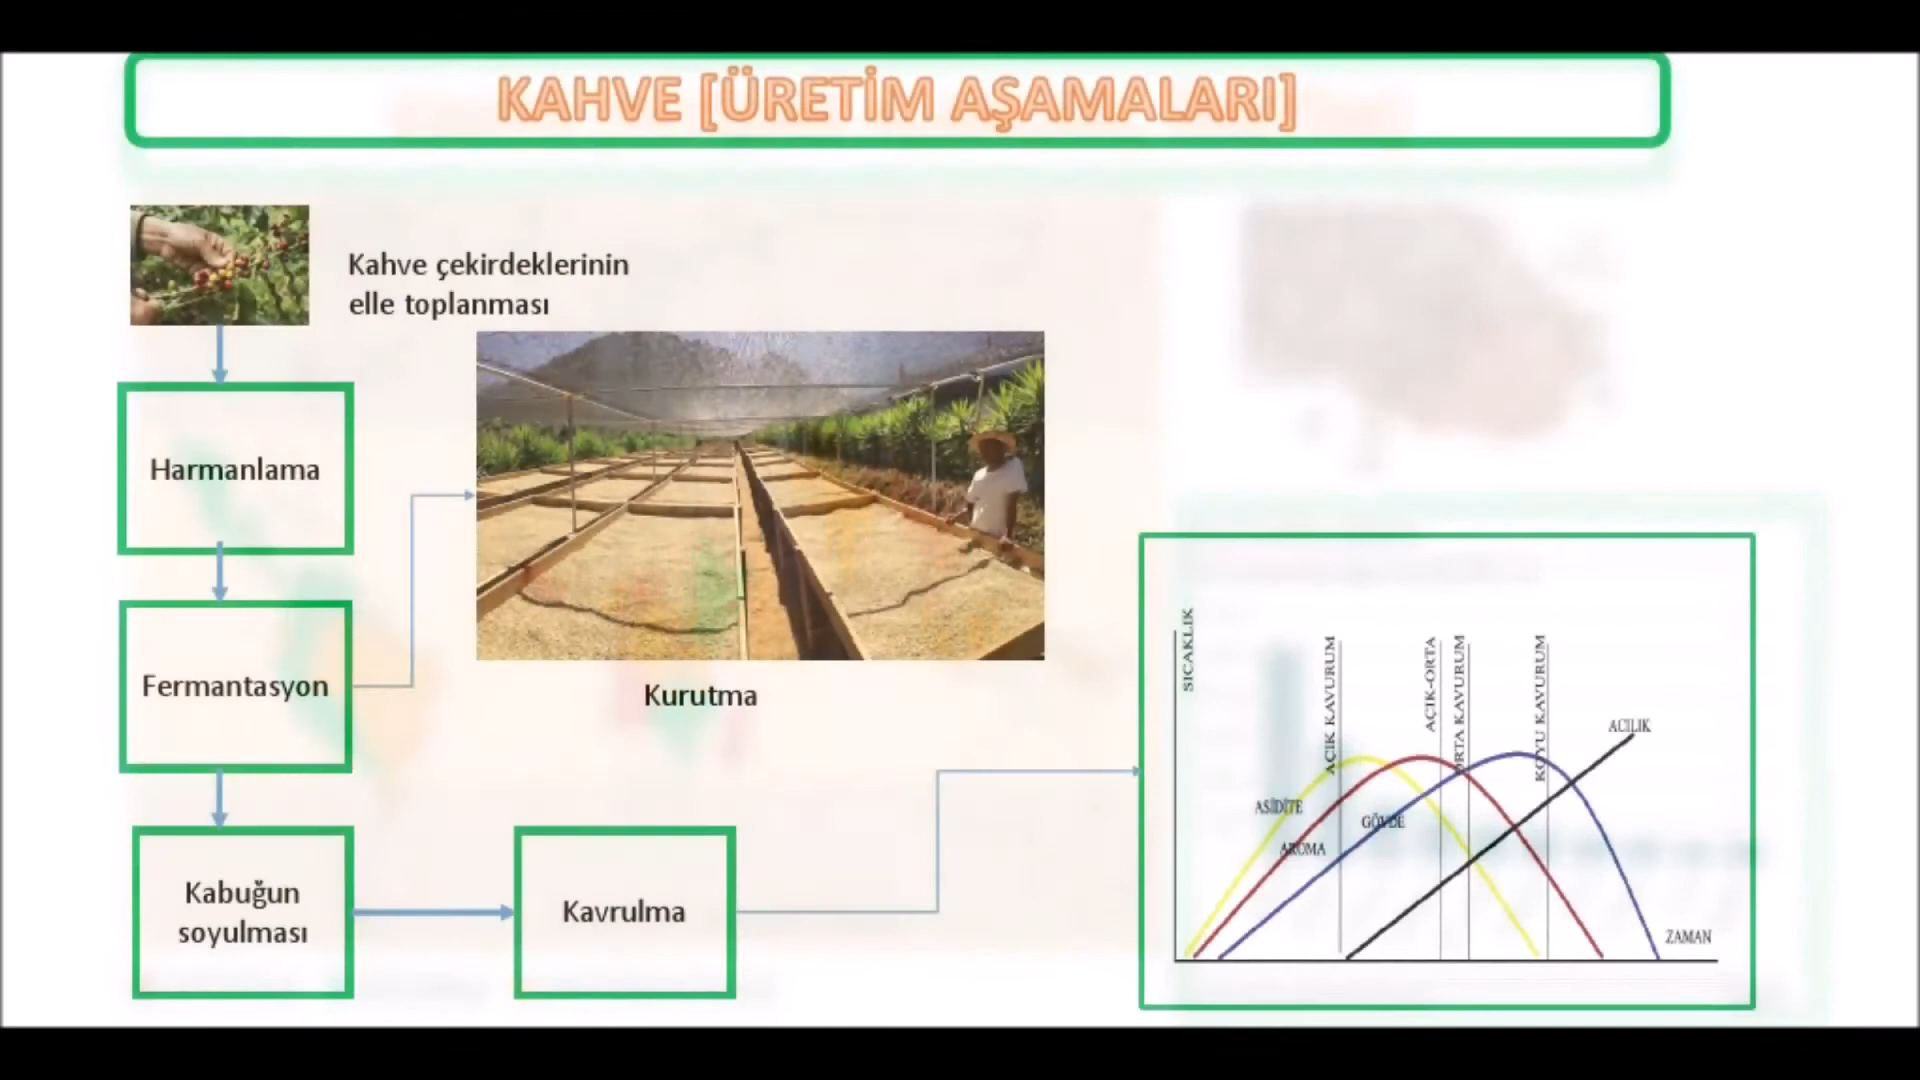 KAHVE [ÜRETİM AŞAMALARI]
Kahve çekirdeklerinin
elle toplanması
Harmanlama
Fermantasyon
Kurutma
Kabuğun
soyulması
Kavrulma
SICAKLIK
AÇIK KAVURUM
AÇIK-ORTA
ORTA KAVURUM
KOYU KAVURUM
ACILIK
ASİDİTE
GÖVDE
AROMA
ZAMAN